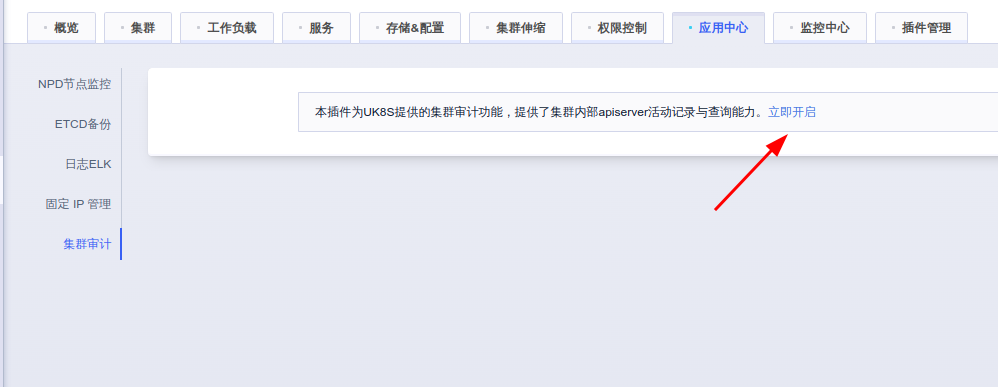 概览 集群 工作负载 服务 存储&配置 集群伸缩 权限控制 应用中心 监控中心 插件管理
NPD节点监控
ETCD备份
日志ELK
固定 IP 管理
集群审计
本插件为UK8S提供的集群审计功能，提供了集群内部apiserver活动记录与查询能力。立即开启